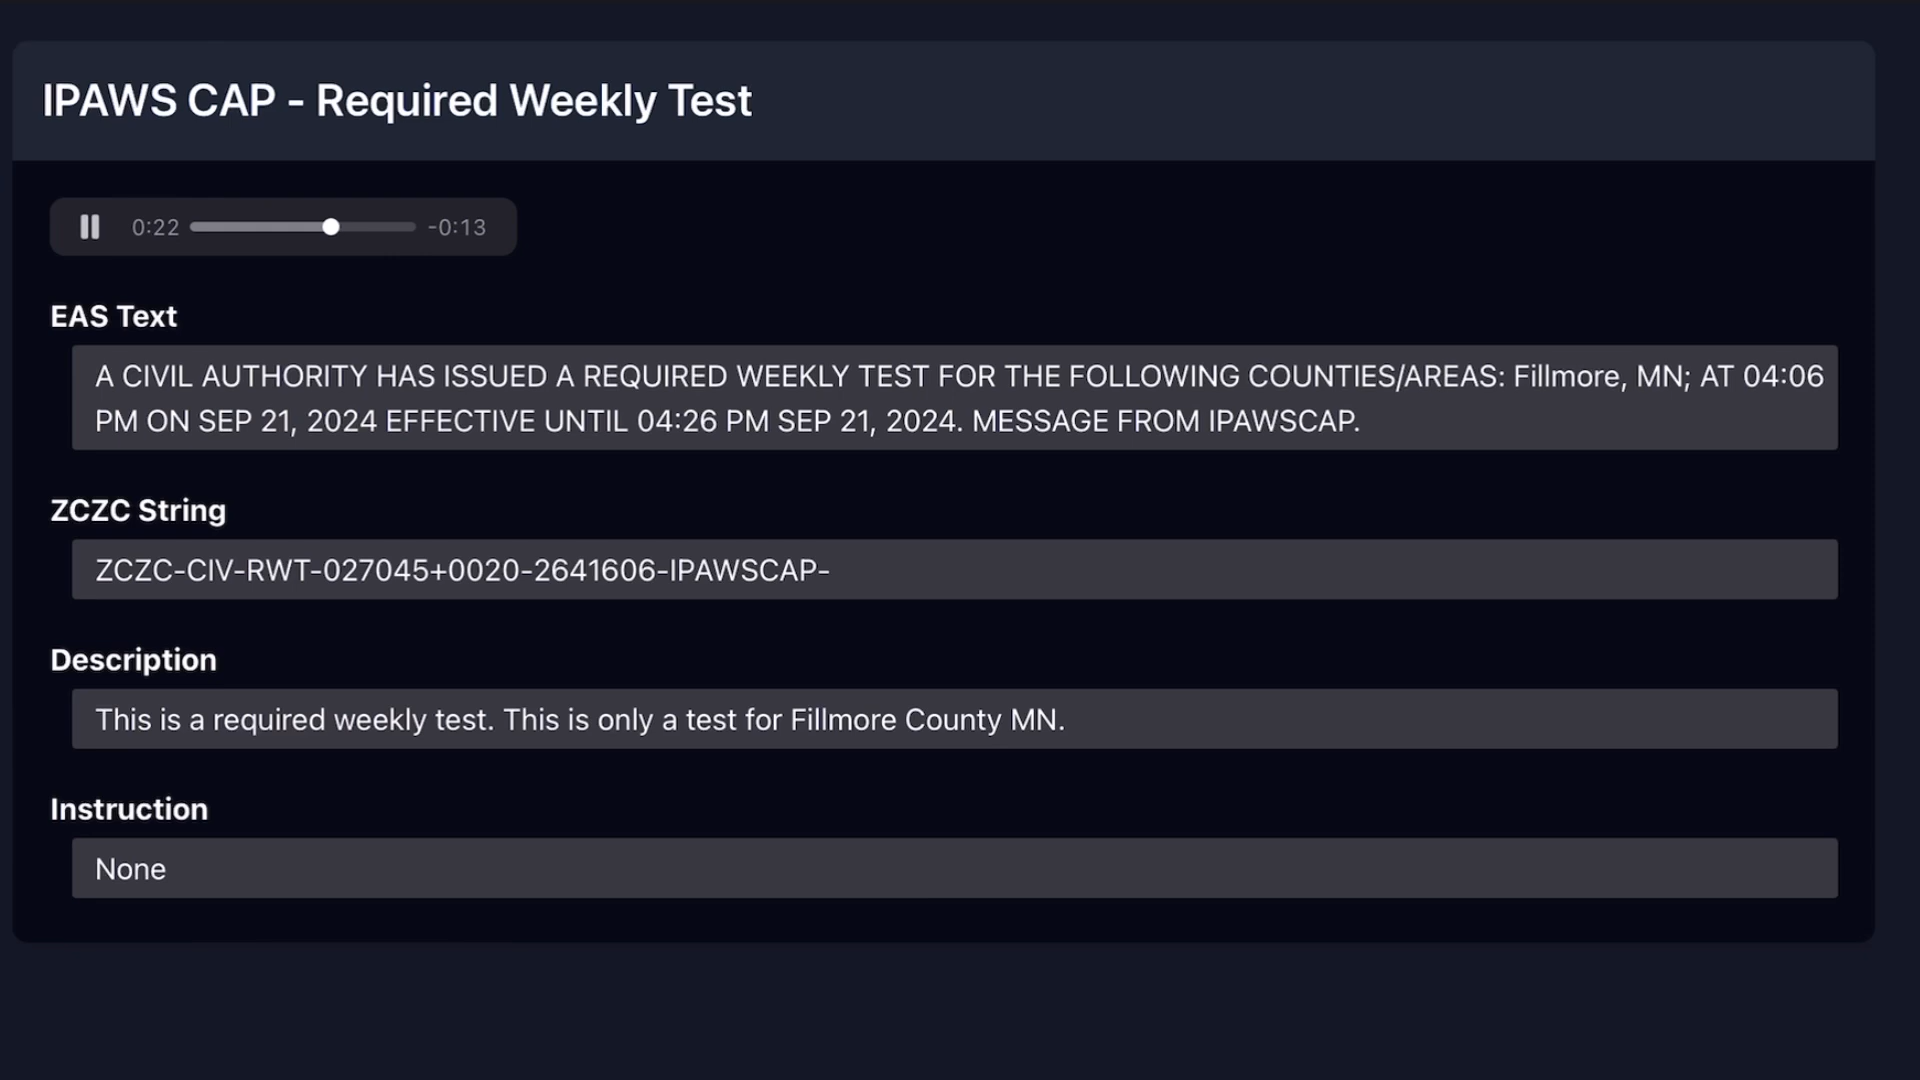 IPAWS CAP - Required Weekly Test
0:22 -0:13
EAS Text
A CIVIL AUTHORITY HAS ISSUED A REQUIRED WEEKLY TEST FOR THE FOLLOWING COUNTIES/AREAS: Fillmore, MN; AT 04:06
PM ON SEP 21, 2024 EFFECTIVE UNTIL 04:26 PM SEP 21, 2024. MESSAGE FROM IPAWSCAP.
ZCZC String
ZCZC-CIV-RWT-027045+0020-2641606-IPAWSCAP-
Description
This is a required weekly test. This is only a test for Fillmore County MN.
Instruction
None